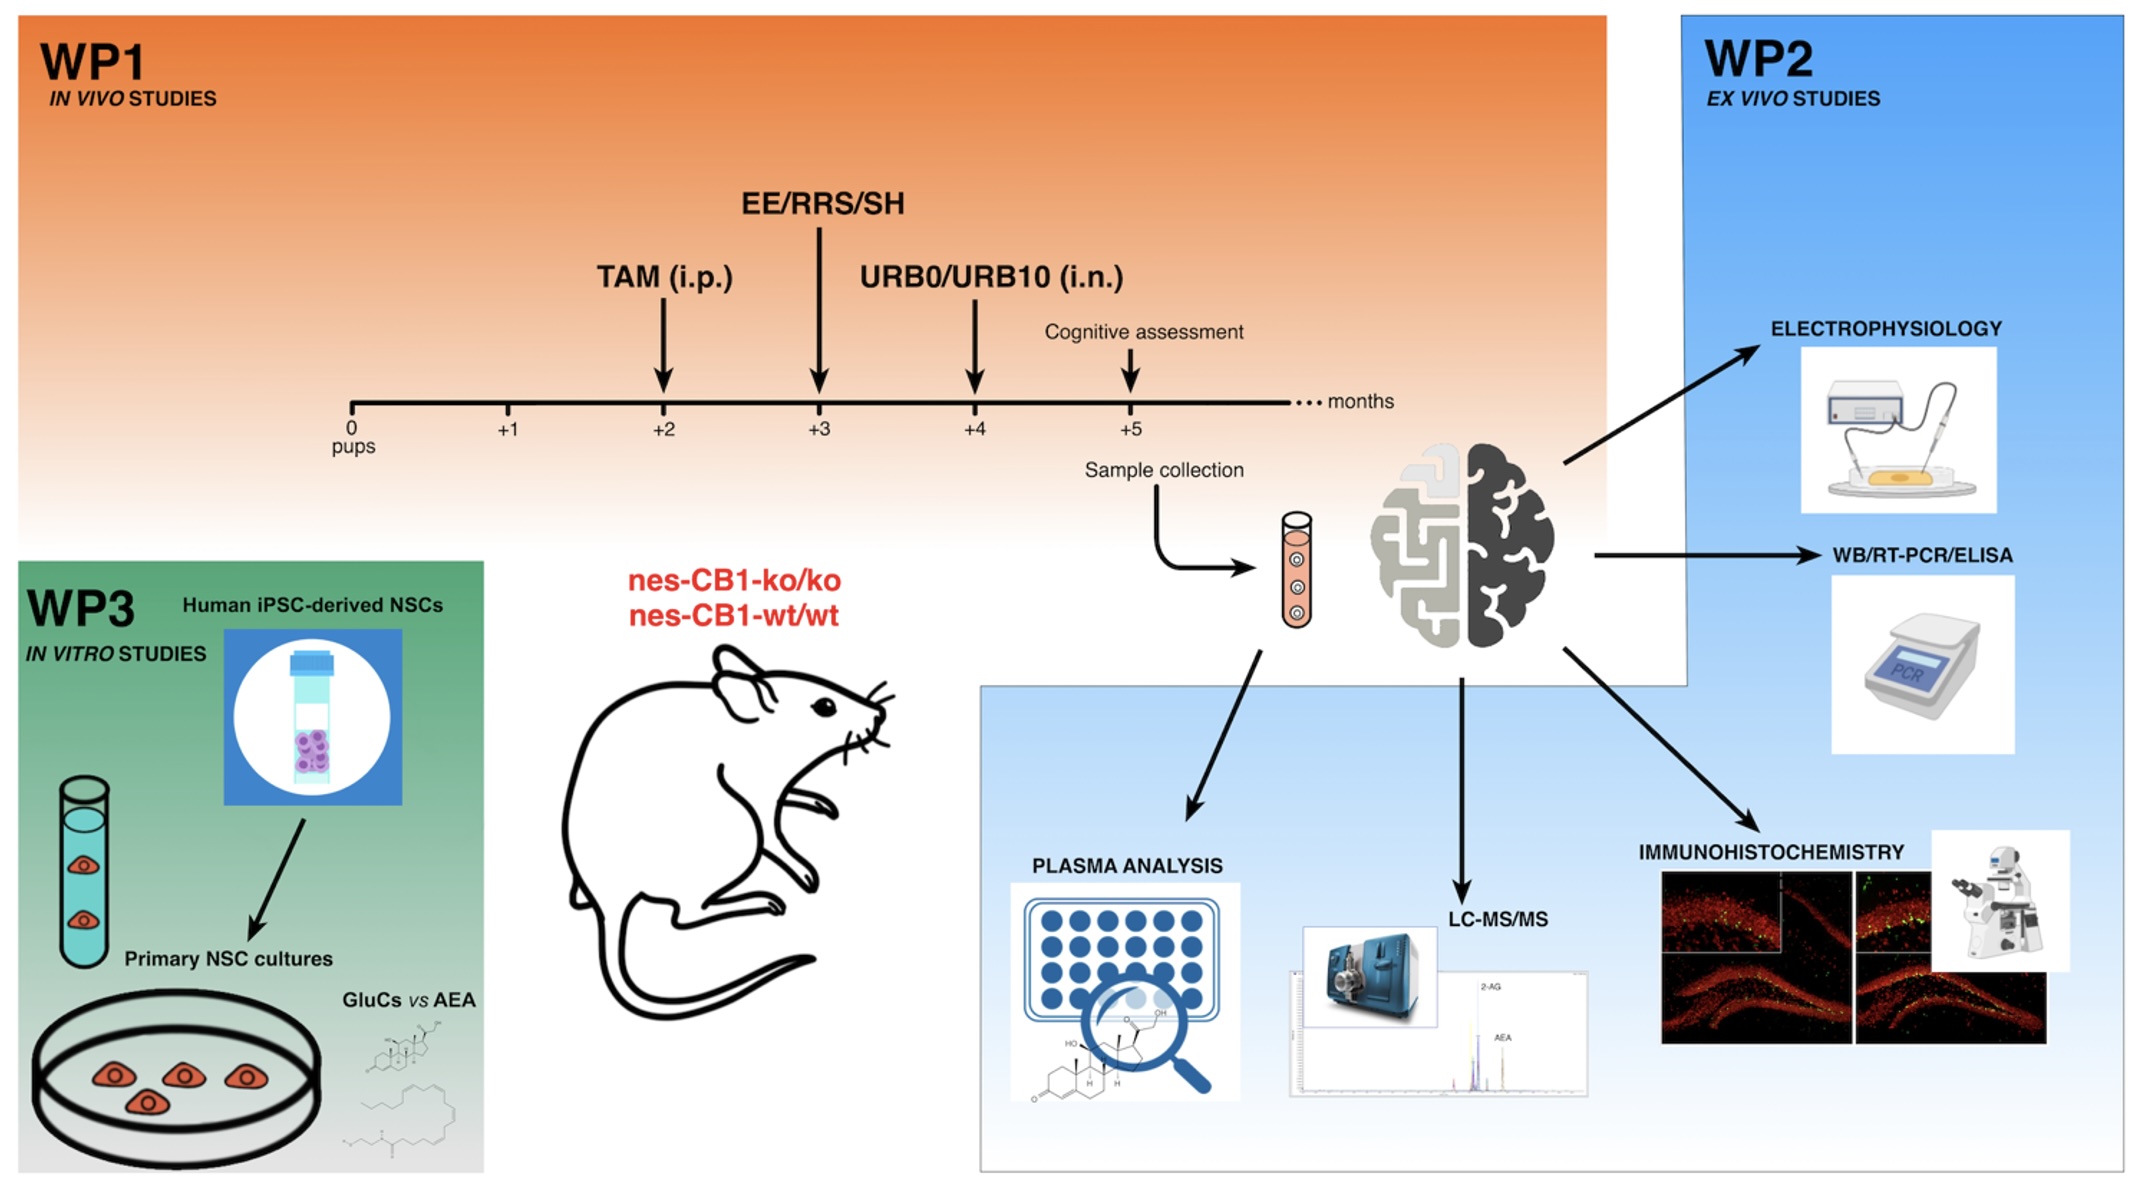 WP1
IN VIVO STUDIES
EE/RRS/SH
TAM (i.p.)
URB0/URB10 (i.n.)
Cognitive assessment
months
0
+1
+2
+3
+4
+5
pups
Sample collection
WP2
EX VIVO STUDIES
ELECTROPHYSIOLOGY
WB/RT-PCR/ELISA
PCR
IMMUNOHISTOCHEMISTRY
LC-MS/MS
2-AG
AEA
PLASMA ANALYSIS
OH
O
HO
H
H
H
O
nes-CB1-ko/ko
nes-CB1-wt/wt
WP3
IN VITRO STUDIES
Human iPSC-derived NSCs
Primary NSC cultures
GluCs vs AEA